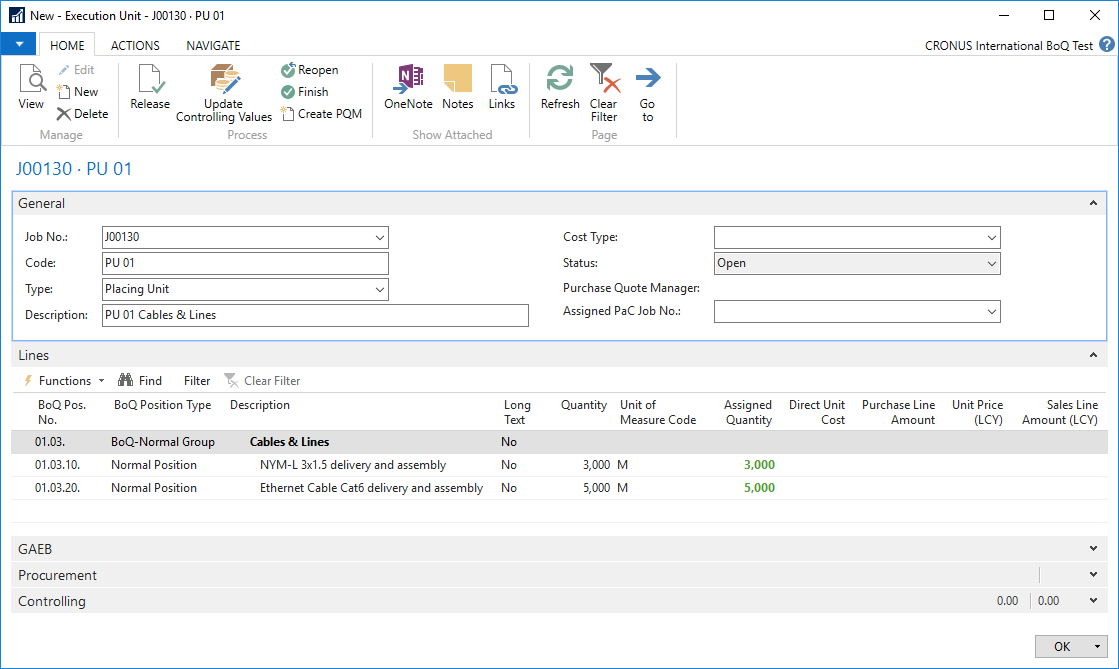 New - Execution Unit - J00130 · PU 01
HOME ACTIONS NAVIGATE CRONUS International BoQ Test ?
View
Edit
New
Delete
Manage
Release
Update
Controlling Values
Reopen
Finish
Create PQM
Process
OneNote
Notes
Links
Show Attached
Refresh
Clear
Filter
Go
to
Page
J00130 · PU 01
General
Job No.: J00130
Code: PU 01
Type: Placing Unit
Description: PU 01 Cables & Lines
Cost Type:
Status: Open
Purchase Quote Manager:
Assigned PaC Job No.:
Lines
Functions Find Filter Clear Filter
BoQ Pos. BoQ Position Type Description Long Quantity Unit of Assigned Direct Unit Purchase Line Unit Price Sales Line
No. Text Measure Code Quantity Cost Amount (LCY) Amount (LCY)
01.03. BoQ-Normal Group Cables & Lines No
01.03.10. Normal Position NYM-L 3x1.5 delivery and assembly No 3,000 M 3,000
01.03.20. Normal Position Ethernet Cable Cat6 delivery and assembly No 5,000 M 5,000
GAEB
Procurement
Controlling 0.00 0.00
OK